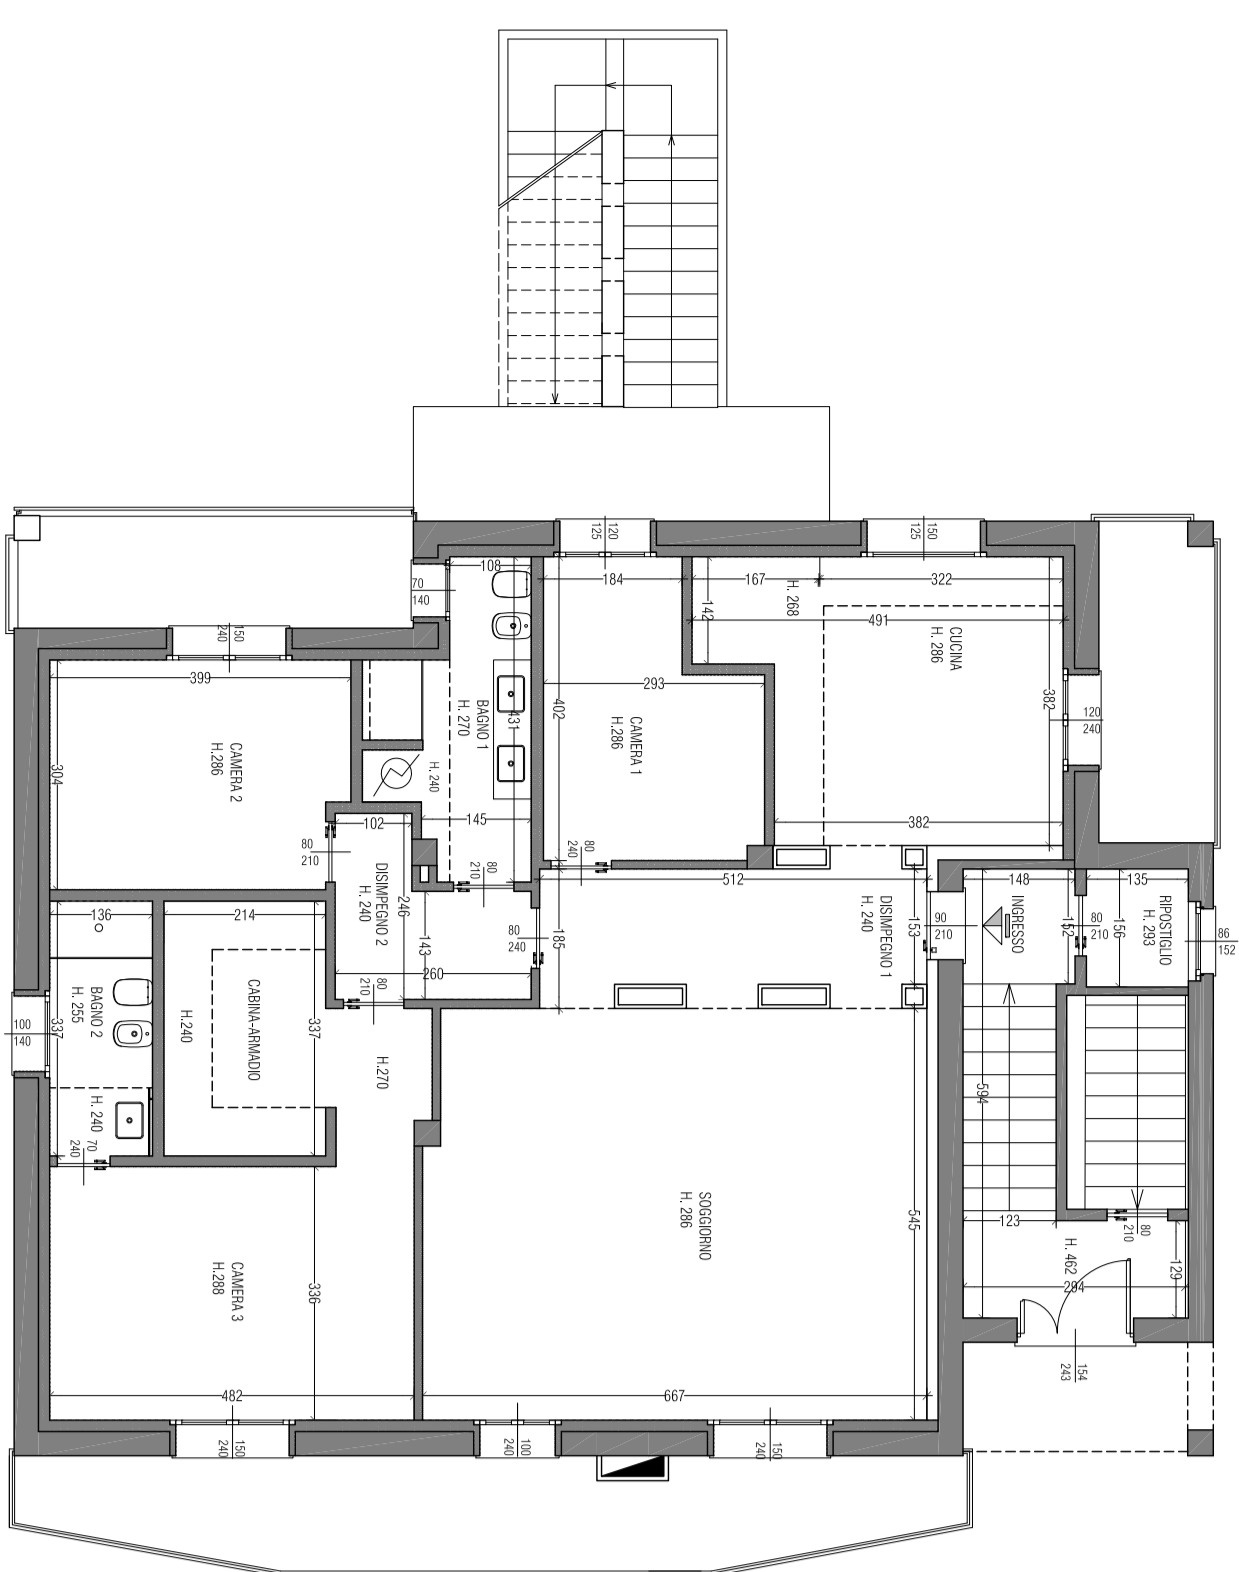 120
125
150
125
108
70
140
184
167
322
H. 268
142
491
CUCINA
H. 286
382
120
240
150
240
399
293
402
431
CAMERA 1
H.286
BAGNO 1
H. 270
H. 240
CAMERA 2
H.286
304
102
145
382
80
210
80
210
80
240
512
148
135
DISIMPEGNO 2
H. 240
246
143
260
80
240
185
DISIMPEGNO 1
H. 240
153
90
210
INGRESSO
152
80
210
156
RIPOSTIGLIO
H. 293
86
152
136
214
80
210
BAGNO 2
H. 255
337
100
140
H. 240
70
240
H.240
CABINA-ARMADIO
337
H.270
594
123
80
210
H. 462
294
129
154
243
SOGGIORNO
H. 286
545
CAMERA 3
H.288
336
482
667
150
240
100
240
150
240